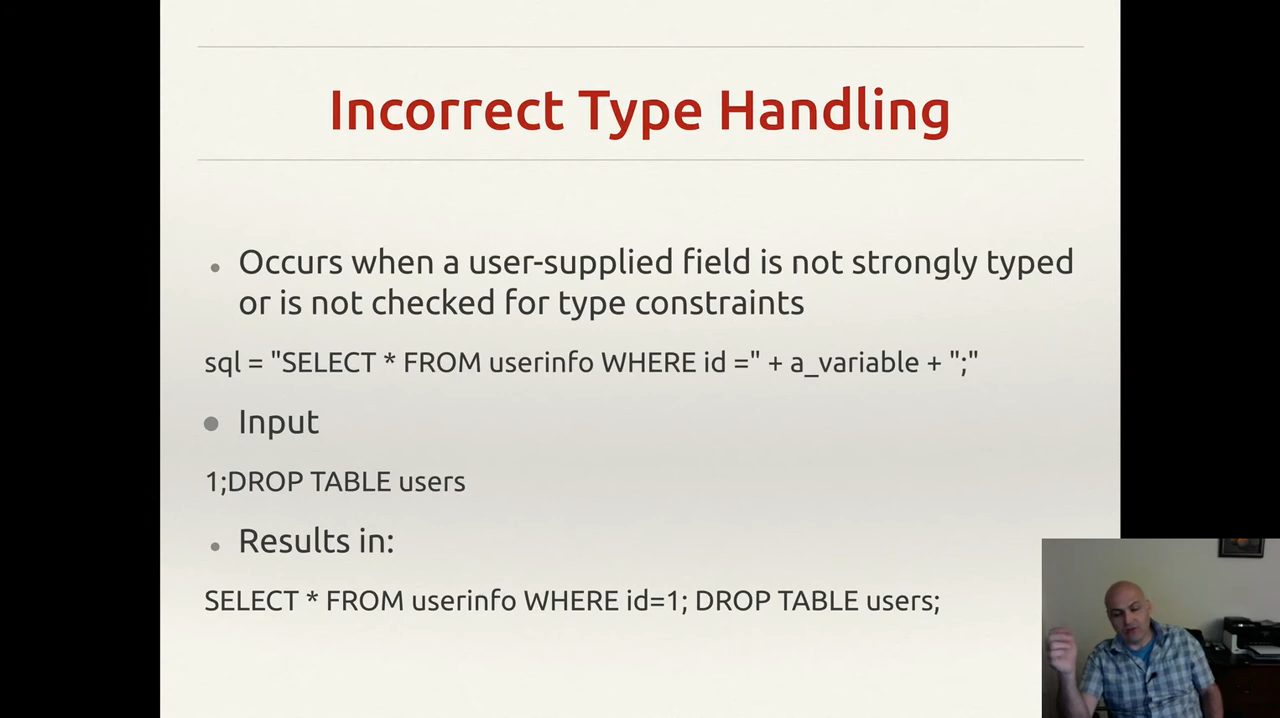 Incorrect Type Handling
Occurs when a user-supplied field is not strongly typed
or is not checked for type constraints
sql = "SELECT * FROM userinfo WHERE id =" + a_variable + ";"
Input
1;DROP TABLE users
Results in:
SELECT * FROM userinfo WHERE id=1; DROP TABLE users;